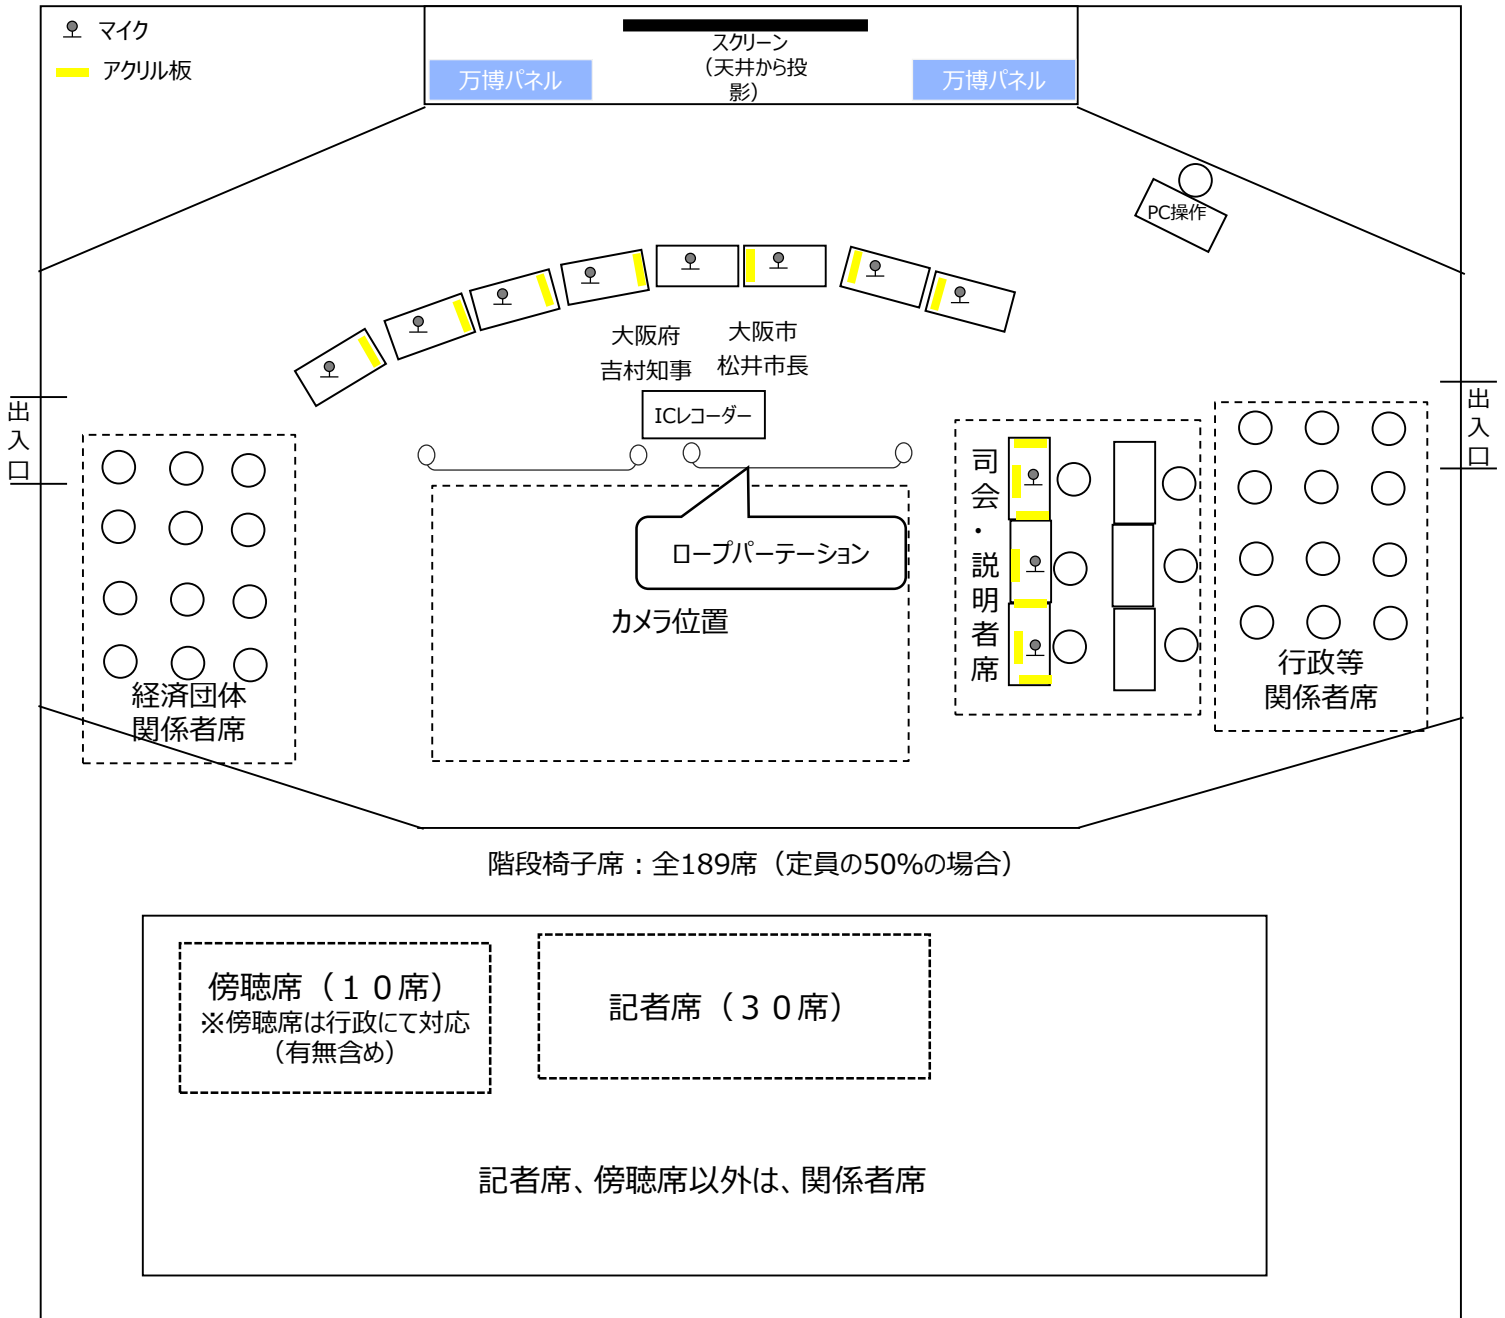 マイク
アクリル板
スクリーン
（天井から投
影）
万博パネル
万博パネル
PC操作
大阪府
吉村知事
大阪市
松井市長
ICレコーダー
出入口
出入口
司会・説明者席
ロープパーテーション
カメラ位置
経済団体
関係者席
行政等
関係者席
階段椅子席：全189席（定員の50%の場合）
傍聴席（１０席）
※傍聴席は行政にて対応
（有無含め）
記者席（３０席）
記者席、傍聴席以外は、関係者席